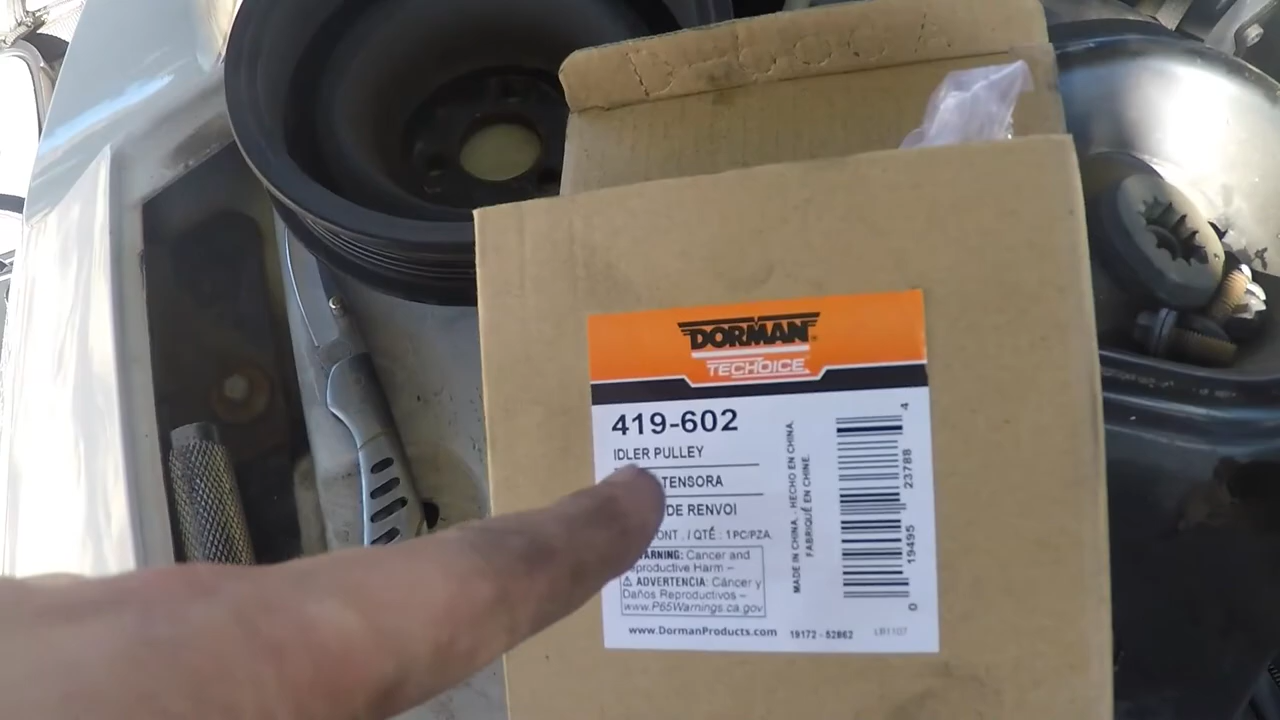 DORMAN
TECHOICE
419-602
IDLER PULLEY
TENSORA
DE RENVOI
/ QTÉ : 1 PC/PZA.
WARNING: Cancer and
Reproductive Harm –
⚠ ADVERTENCIA: Cáncer y
Daños Reproductivos –
www.P65Warnings.ca.gov
www.DormanProducts.com
19172 - 52862
MADE IN CHINA. - HECHO EN CHINA.
FABRIQUÉ EN CHINE.
0 19495 23788 4